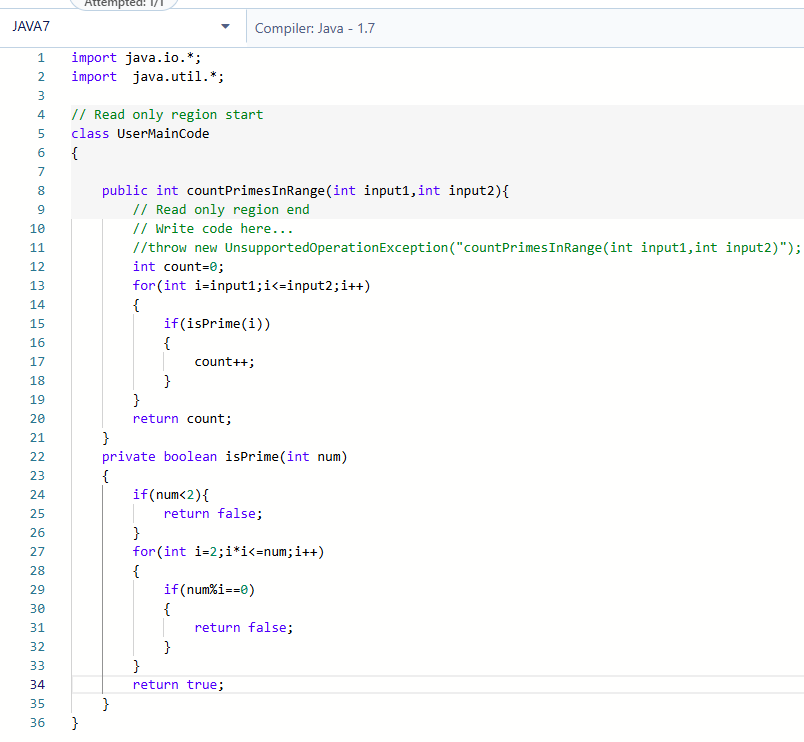 Attempted: 1/1
JAVA7
Compiler: Java - 1.7
1 import java.io.*;
2 import  java.util.*;
3
4 // Read only region start
5 class UserMainCode
6 {
7
8     public int countPrimesInRange(int input1,int input2){
9         // Read only region end
10         // Write code here...
11         //throw new UnsupportedOperationException("countPrimesInRange(int input1,int input2)");
12         int count=0;
13         for(int i=input1;i<=input2;i++)
14         {
15             if(isPrime(i))
16             {
17                 count++;
18             }
19         }
20         return count;
21     }
22     private boolean isPrime(int num)
23     {
24         if(num<2){
25             return false;
26         }
27         for(int i=2;i*i<=num;i++)
28         {
29             if(num%i==0)
30             {
31                 return false;
32             }
33         }
34         return true;
35     }
36 }